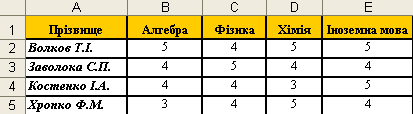 A B C D E
1 Прізвище Алгебра Фізика Хімія Іноземна мова
2 Волков Т.І. 5 4 5 5
3 Заволока С.П. 4 5 4 4
4 Костенко І.А. 4 4 3 5
5 Хропко Ф.М. 3 4 5 4